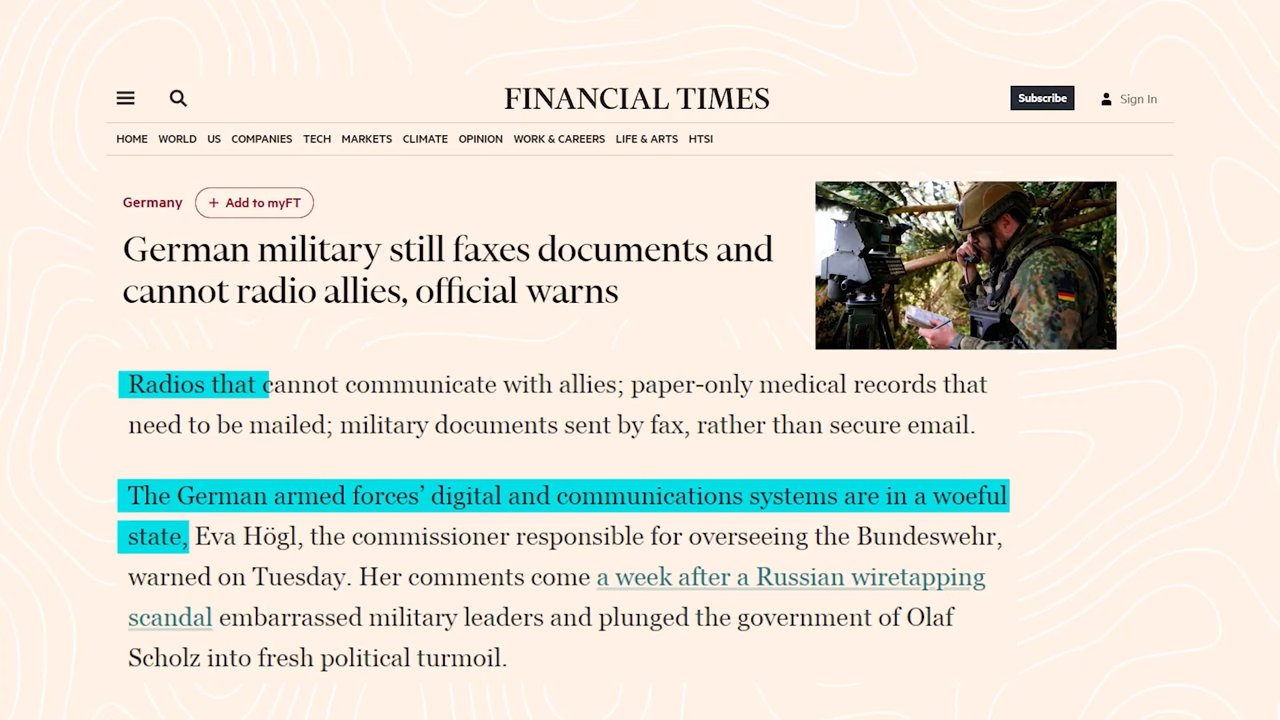 FINANCIAL TIMES
Subscribe
Sign In
HOME WORLD US COMPANIES TECH MARKETS CLIMATE OPINION WORK & CAREERS LIFE & ARTS HTSI
Germany
+ Add to myFT
German military still faxes documents and
cannot radio allies, official warns
Radios that cannot communicate with allies; paper-only medical records that
need to be mailed; military documents sent by fax, rather than secure email.
The German armed forces’ digital and communications systems are in a woeful
state, Eva Högl, the commissioner responsible for overseeing the Bundeswehr,
warned on Tuesday. Her comments come a week after a Russian wiretapping
scandal embarrassed military leaders and plunged the government of Olaf
Scholz into fresh political turmoil.